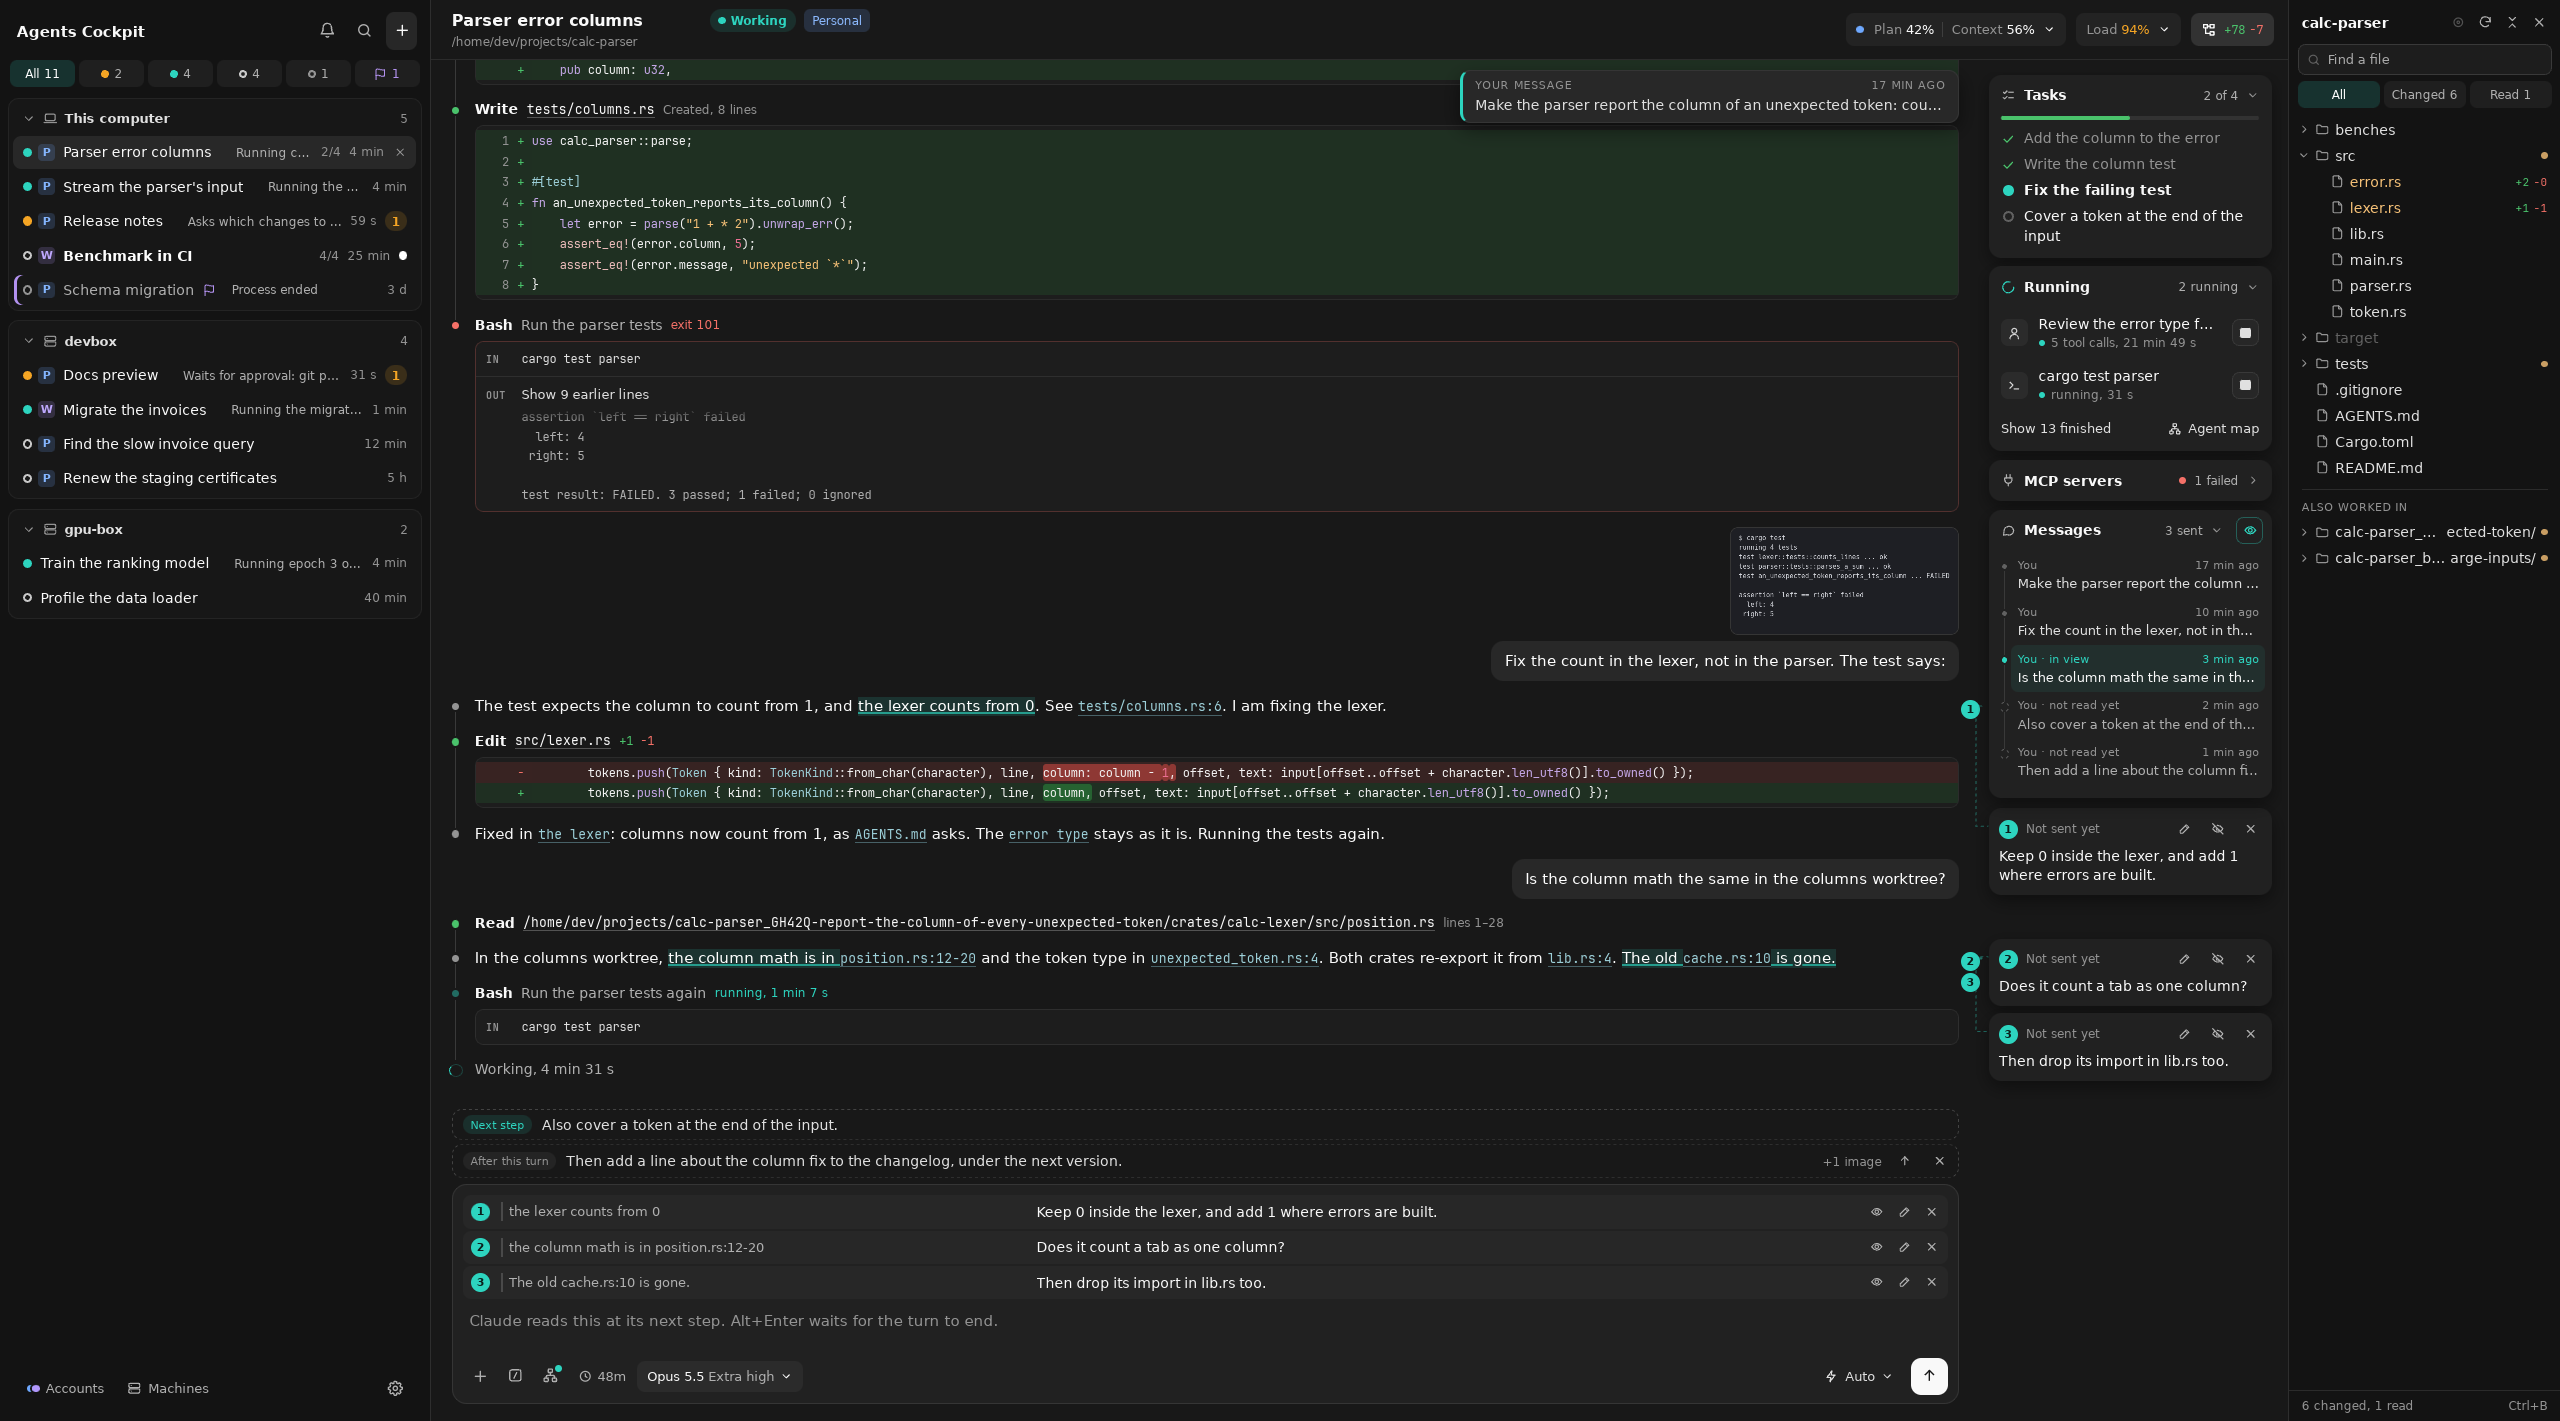 Agents Cockpit
All 11
2
4
4
1
1
This computer 5
P Parser error columns Running c... 2/4 4 min
P Stream the parser's input Running the ... 4 min
P Release notes Asks which changes to ... 59 s 1
W Benchmark in CI 4/4 25 min
P Schema migration Process ended 3 d
devbox 4
P Docs preview Waits for approval: git p... 31 s 1
W Migrate the invoices Running the migrat... 1 min
P Find the slow invoice query 12 min
P Renew the staging certificates 5 h
gpu-box 2
Train the ranking model Running epoch 3 o... 4 min
Profile the data loader 40 min
Accounts
Machines
Parser error columns Working Personal
/home/dev/projects/calc-parser
Plan 42% Context 56%
Load 94%
+78 -7
+ pub column: u32,
YOUR MESSAGE 17 MIN AGO
Make the parser report the column of an unexpected token: cou...
Write tests/columns.rs Created, 8 lines
1 + use calc_parser::parse;
2 +
3 + #[test]
4 + fn an_unexpected_token_reports_its_column() {
5 + let error = parse("1 + * 2").unwrap_err();
6 + assert_eq!(error.column, 5);
7 + assert_eq!(error.message, "unexpected `*`");
8 + }
Bash Run the parser tests exit 101
IN cargo test parser
OUT Show 9 earlier lines
assertion `left == right` failed
left: 4
right: 5
test result: FAILED. 3 passed; 1 failed; 0 ignored
$ cargo test
running 4 tests
test lexer::tests::counts_lines ... ok
test parser::tests::parses_a_sum ... ok
test an_unexpected_token_reports_its_column ... FAILED
assertion `left == right` failed
left: 4
right: 5
Fix the count in the lexer, not in the parser. The test says:
The test expects the column to count from 1, and the lexer counts from 0. See tests/columns.rs:6. I am fixing the lexer.
1
Edit src/lexer.rs +1 -1
- tokens.push(Token { kind: TokenKind::from_char(character), line, column: column - 1, offset, text: input[offset..offset + character.len_utf8()].to_owned() });
+ tokens.push(Token { kind: TokenKind::from_char(character), line, column, offset, text: input[offset..offset + character.len_utf8()].to_owned() });
Fixed in the lexer: columns now count from 1, as AGENTS.md asks. The error type stays as it is. Running the tests again.
Is the column math the same in the columns worktree?
Read /home/dev/projects/calc-parser_GH42Q-report-the-column-of-every-unexpected-token/crates/calc-lexer/src/position.rs lines 1–28
In the columns worktree, the column math is in position.rs:12-20 and the token type in unexpected_token.rs:4. Both crates re-export it from lib.rs:4. The old cache.rs:10 is gone.
2
3
Bash Run the parser tests again running, 1 min 7 s
IN cargo test parser
Working, 4 min 31 s
Next step Also cover a token at the end of the input.
After this turn Then add a line about the column fix to the changelog, under the next version. +1 image
1 the lexer counts from 0 Keep 0 inside the lexer, and add 1 where errors are built.
2 the column math is in position.rs:12-20 Does it count a tab as one column?
3 The old cache.rs:10 is gone. Then drop its import in lib.rs too.
Claude reads this at its next step. Alt+Enter waits for the turn to end.
48m
Opus 5.5 Extra high
Auto
Tasks 2 of 4
Add the column to the error
Write the column test
Fix the failing test
Cover a token at the end of the
input
Running 2 running
Review the error type f...
5 tool calls, 21 min 49 s
cargo test parser
running, 31 s
Show 13 finished Agent map
MCP servers 1 failed
Messages 3 sent
You 17 min ago
Make the parser report the column ...
You 10 min ago
Fix the count in the lexer, not in th...
You · in view 3 min ago
Is the column math the same in th...
You · not read yet 2 min ago
Also cover a token at the end of th...
You · not read yet 1 min ago
Then add a line about the column fi...
1 Not sent yet
Keep 0 inside the lexer, and add 1
where errors are built.
2 Not sent yet
Does it count a tab as one column?
3 Not sent yet
Then drop its import in lib.rs too.
calc-parser
Find a file
All
Changed 6
Read 1
benches
src
error.rs +2 -0
lexer.rs +1 -1
lib.rs
main.rs
parser.rs
token.rs
target
tests
.gitignore
AGENTS.md
Cargo.toml
README.md
ALSO WORKED IN
calc-parser_... ected-token/
calc-parser_b... arge-inputs/
6 changed, 1 read Ctrl+B